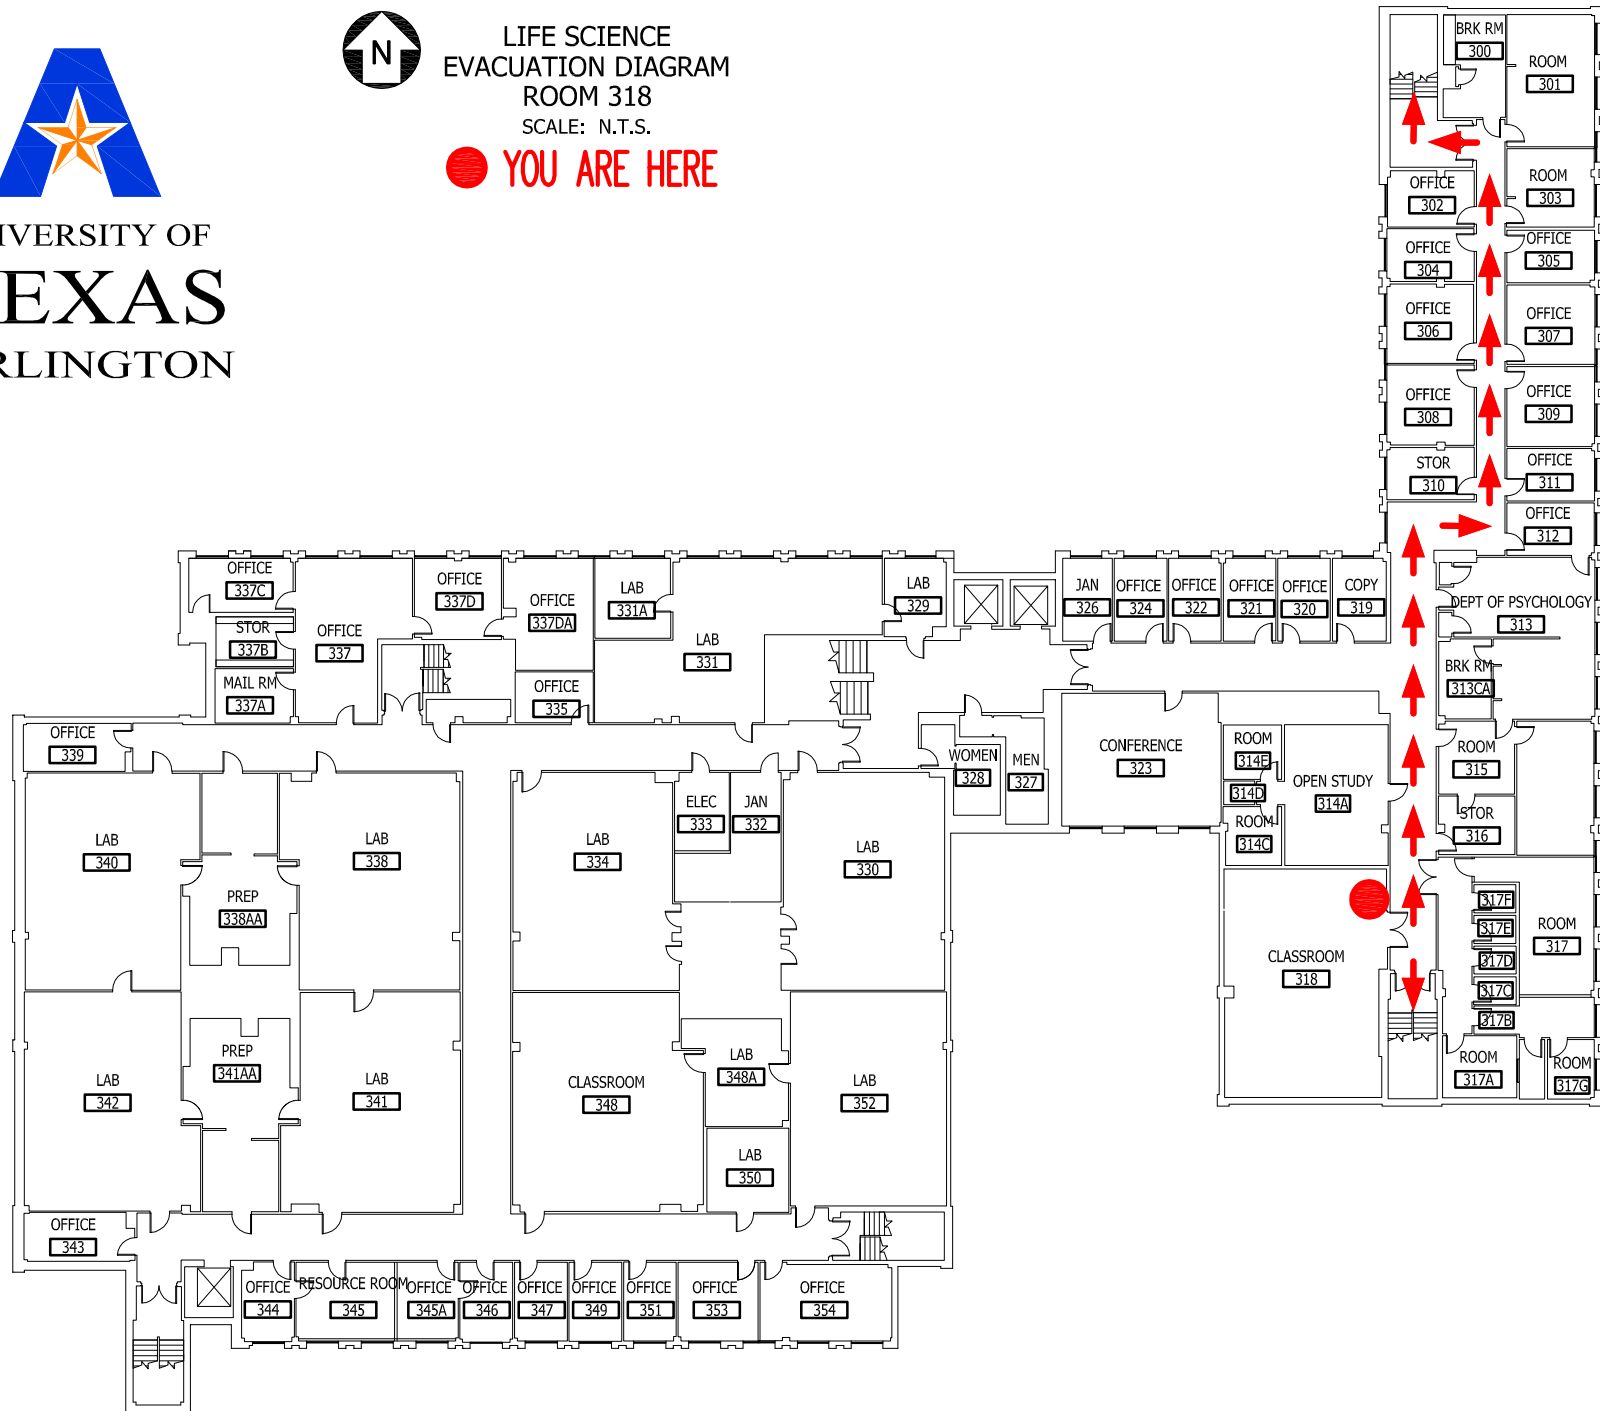 N
LIFE SCIENCE
EVACUATION DIAGRAM
ROOM 318
SCALE: N.T.S.
YOU ARE HERE
IVERSITY OF
EXAS
RLINGTON
BRK RM
300
ROOM
301
OFFICE
302
ROOM
303
OFFICE
304
OFFICE
305
OFFICE
306
OFFICE
307
OFFICE
308
OFFICE
309
STOR
310
OFFICE
311
OFFICE
312
OFFICE
337C
STOR
337B
MAIL RM
337A
OFFICE
337
OFFICE
337D
OFFICE
337DA
OFFICE
335
LAB
331A
LAB
331
LAB
329
JAN
326
OFFICE
324
OFFICE
322
OFFICE
321
OFFICE
320
COPY
319
DEPT OF PSYCHOLOGY
313
BRK RM
313CA
ROOM
315
STOR
316
OFFICE
339
WOMEN
328
MEN
327
CONFERENCE
323
ROOM
314E
314D
ROOM
314C
OPEN STUDY
314A
LAB
340
PREP
338AA
LAB
338
LAB
334
ELEC
333
JAN
332
LAB
330
CLASSROOM
318
317F
317E
317D
317C
317B
ROOM
317
ROOM
317A
ROOM
317G
LAB
342
PREP
341AA
LAB
341
CLASSROOM
348
LAB
348A
LAB
350
LAB
352
OFFICE
343
OFFICE
344
RESOURCE ROOM
345
OFFICE
345A
OFFICE
346
OFFICE
347
OFFICE
349
OFFICE
351
OFFICE
353
OFFICE
354